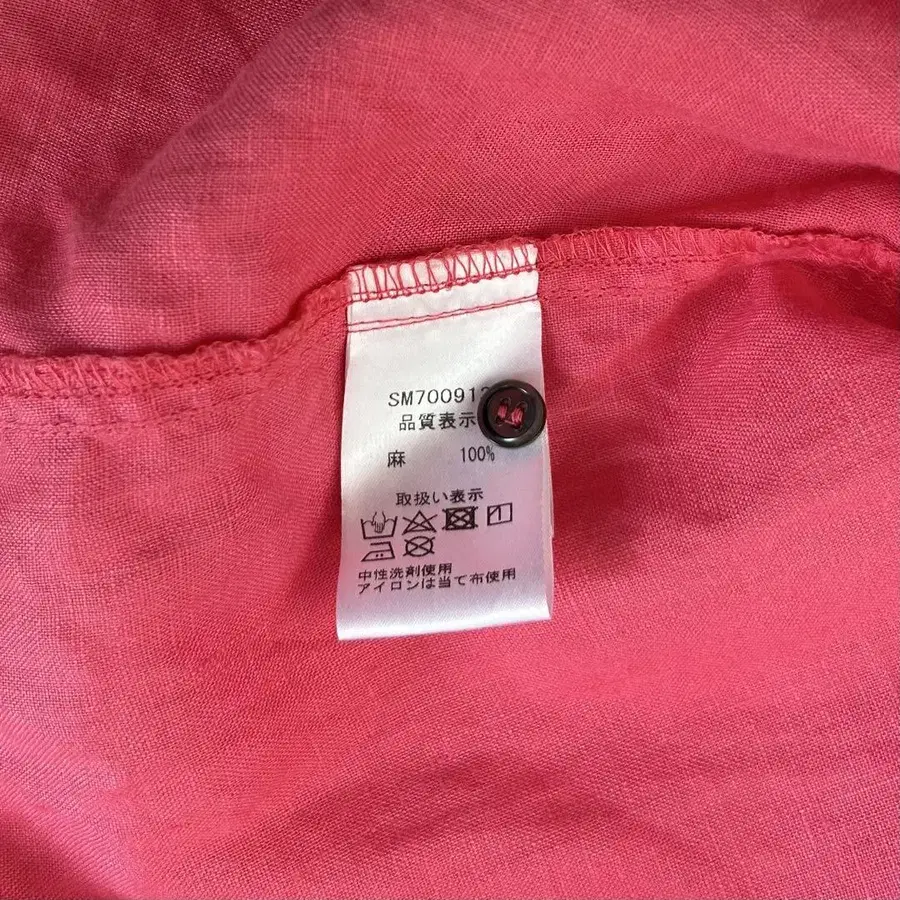 SM70091
品質表示
麻 100%
取扱い表示
中性洗剤使用
アイロンは当て布使用